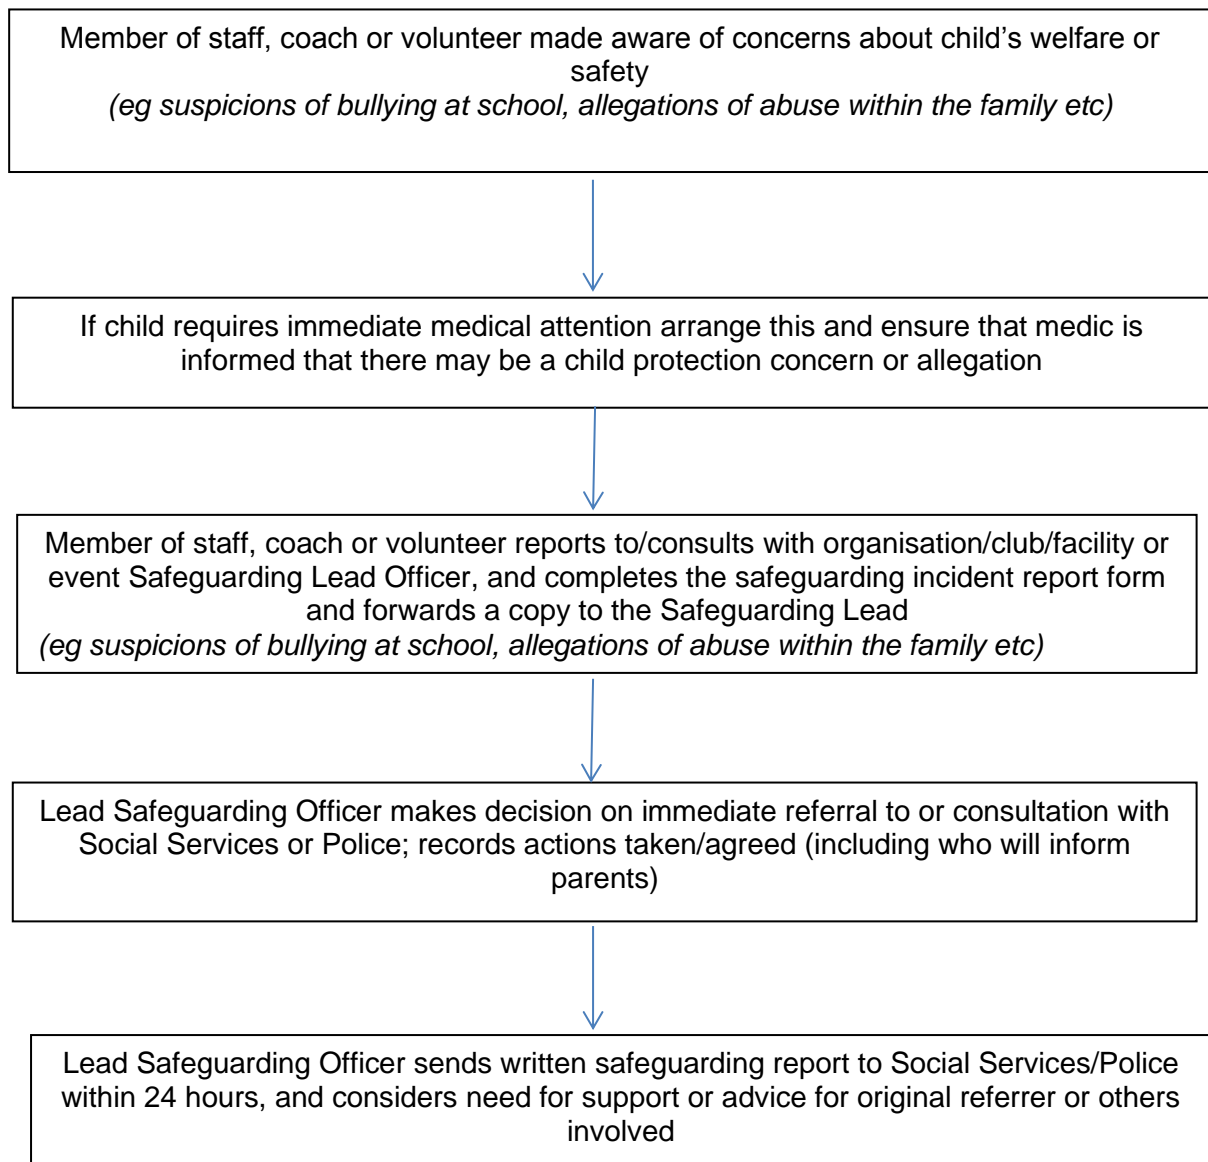 Member of staff, coach or volunteer made aware of concerns about child’s welfare or
safety
(eg suspicions of bullying at school, allegations of abuse within the family etc)
If child requires immediate medical attention arrange this and ensure that medic is
informed that there may be a child protection concern or allegation
Member of staff, coach or volunteer reports to/consults with organisation/club/facility or
event Safeguarding Lead Officer, and completes the safeguarding incident report form
and forwards a copy to the Safeguarding Lead
(eg suspicions of bullying at school, allegations of abuse within the family etc)
Lead Safeguarding Officer makes decision on immediate referral to or consultation with
Social Services or Police; records actions taken/agreed (including who will inform
parents)
Lead Safeguarding Officer sends written safeguarding report to Social Services/Police
within 24 hours, and considers need for support or advice for original referrer or others
involved